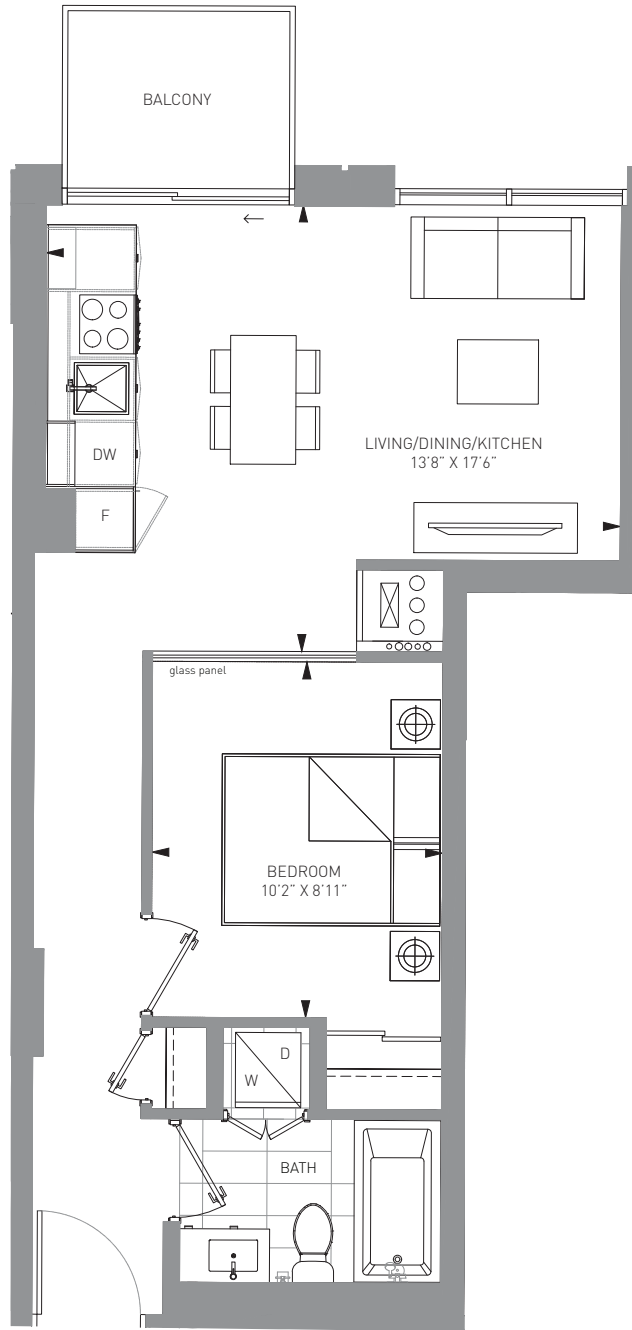 BALCONY
LIVING/DINING/KITCHEN
13'8" X 17'6"
DW
F
glass panel
BEDROOM
10'2" X 8'11"
D
W
BATH